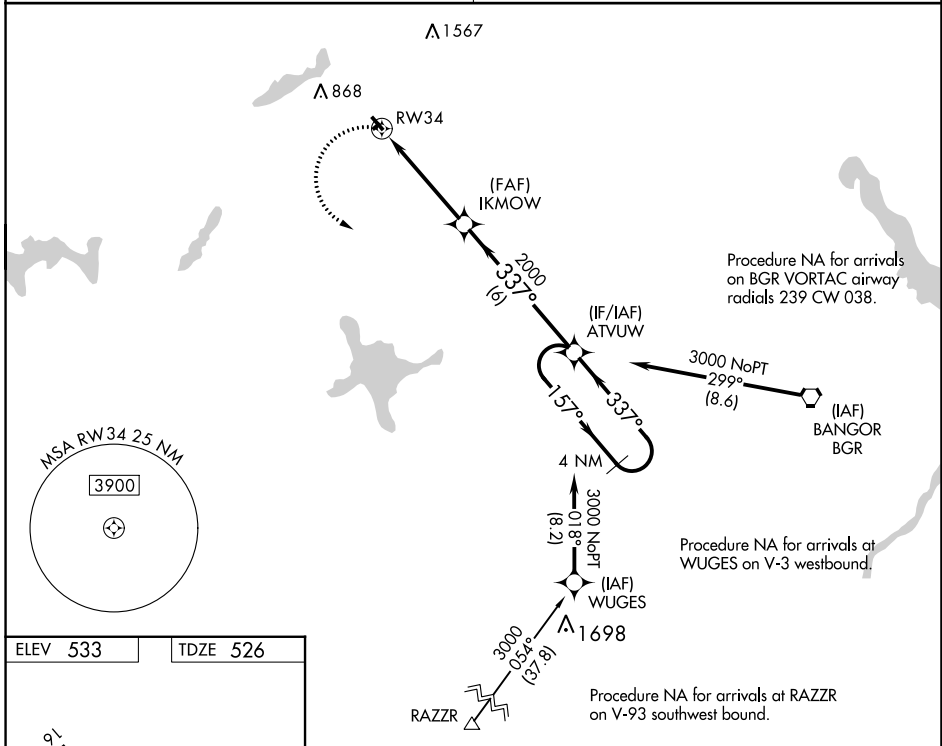 1567
868
RW34
(FAF)
IKMOW
2000
337°
(6)
Procedure NA for arrivals
on BGR VORTAC airway
radials 239 CW 038.
(IF/IAF)
ATVUW
3000 NoPT
299°
(8.6)
(IAF)
BANGOR
BGR
157°
337°
4 NM
MSA RW34 25 NM
3900
3000 NoPT
018°
(8.2)
Procedure NA for arrivals at
WUGES on V-3 westbound.
(IAF)
WUGES
1698
3000
054°
(37.8)
RAZZR
Procedure NA for arrivals at RAZZR
on V-93 southwest bound.
ELEV 533
TDZE 526
16